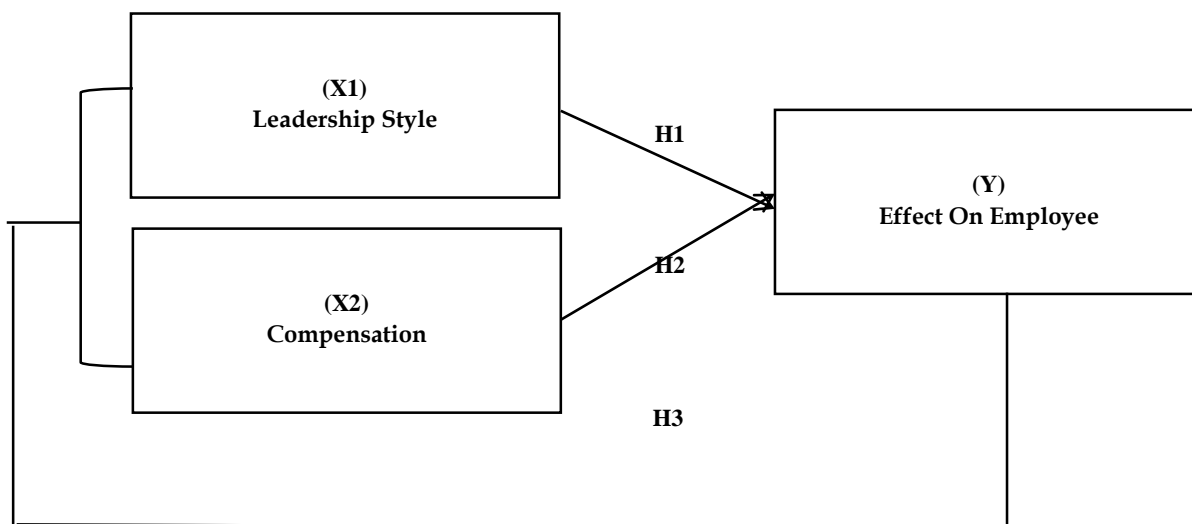 (X1)
Leadership Style
H1
(Y)
Effect On Employee
H2
(X2)
Compensation
H3